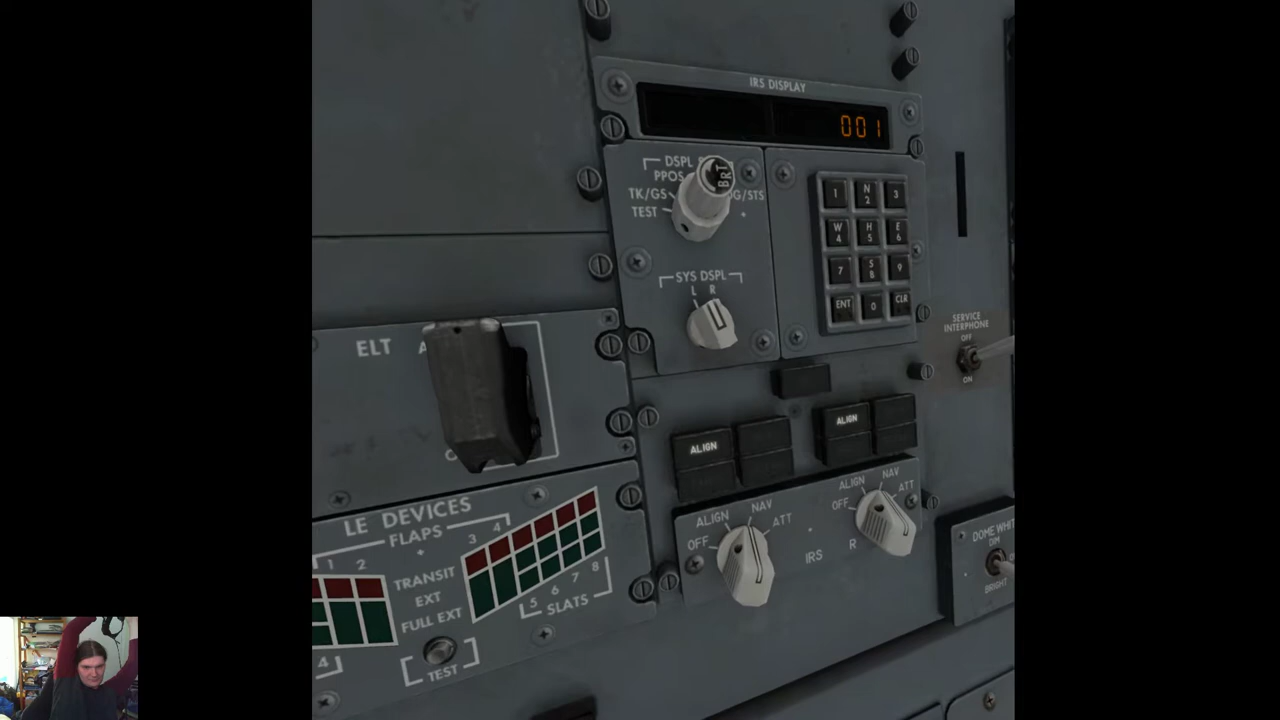 IRS DISPLAY
001
DSPL
PPOS
TK/GS
G/STS
TEST
BRT
SYS DSPL
L R
1 N 2 3
W 4 H 5 E 6
7 S 8 9
ENT 0 CLR
SERVICE
INTERPHONE
OFF
ON
ELT
ALIGN
ALIGN
OFF ALIGN NAV ATT
IRS
R
OFF ALIGN NAV ATT
DOME WHIT
DIM
BRIGHT
LE DEVICES
FLAPS
1 2
3 4
TRANSIT
EXT
FULL EXT
4
5 6 7 8
SLATS
TEST